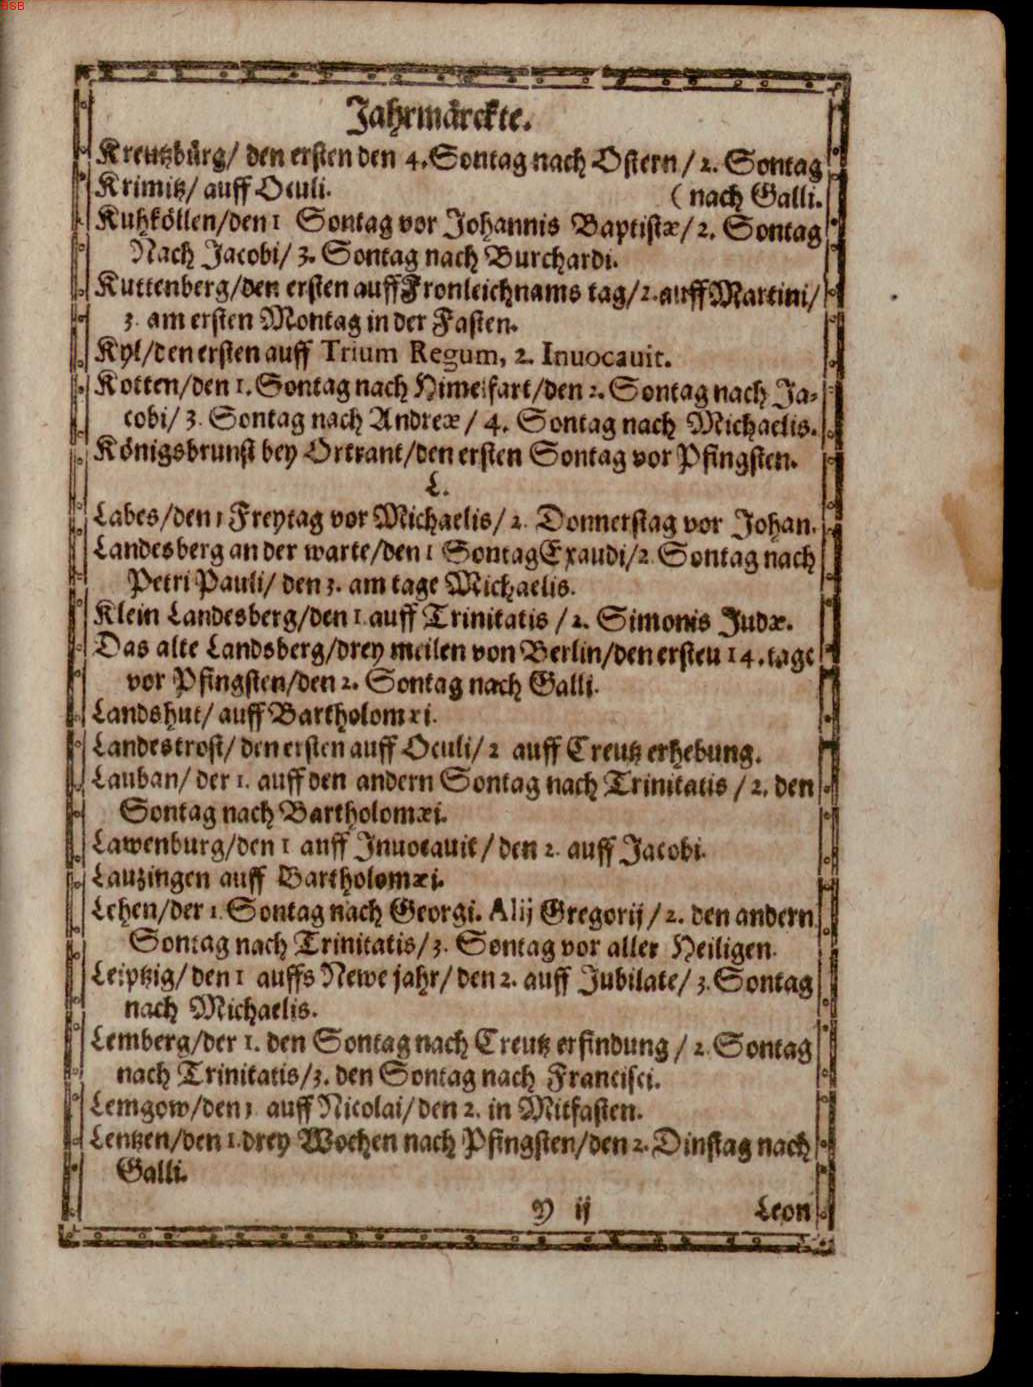 BSB
Jahrmårckte.
Kreutzbůrg/ den ersten den 4. Sontag nach Ostern / 2. Sontag
Krimitz/ auff Oculi. (nach Galli.
Kutzkőllen/den 1 Sontag vor Johannis Baptistæ/ 2. Sontag
Nach Jacobi/ 3. Sontag nach Burchardi.
Kuttenberg/den ersten auff Fronleichnams tag/2. auff Martini/
3. am ersten Montag in der Fasten.
Kyl/den ersten auff Trium Regum, 2. Inuocauit.
Kotten/den 1. Sontag nach Himelfart/den 2. Sontag nach Ja-
cobi/ 3. Sontag nach Andreæ / 4. Sontag nach Michaelis.
Kőnigsbrunst bey Ortrant/den ersten Sontag vor Pfingsten.
L.
Labes/den 1 Freytag vor Michaelis/ 2. Donnerstag vor Johan.
Landesberg an der warte/den 1 Sontag Exaudi/2. Sontag nach
Petri Pauli/ den 3. am tage Michaelis.
Klein Landesberg/den 1. auff Trinitatis / 2. Simonis Judæ.
Das alte Landsberg/drey meilen von Berlin/den ersteu 14. tage
vor Pfingsten/den 2. Sontag nach Galli.
Landshut/ auff Bartholomæi.
Landestrost/ den ersten auff Oculi/ 2 auff Creutz erhebung.
Lauban/ der 1. auff den andern Sontag nach Trinitatis / 2. den
Sontag nach Bartholomæi.
Lawenburg/den 1 auff Inuocauit / den 2. auff Jacobi.
Lauzingen auff Bartholomæi.
Lehen/der 1. Sontag nach Georgi. Alij Gregorij / 2. den andern
Sontag nach Trinitatis/ 3. Sontag vor aller Heiligen.
Leiptzig/ den 1 auffs Newe jahr/ den 2. auff Jubilate/ 3. Sontag
nach Michaelis.
Lemberg/der 1. den Sontag nach Creutz erfindung / 2. Sontag
nach Trinitatis/3. den Sontag nach Francisci.
Lemgow/den 1 auff Nicolai/den 2. in Mitfasten.
Lentzen/den 1. drey Wochen nach Pfingsten/den 2. Dinstag nach
Galli.
Y ij Leon